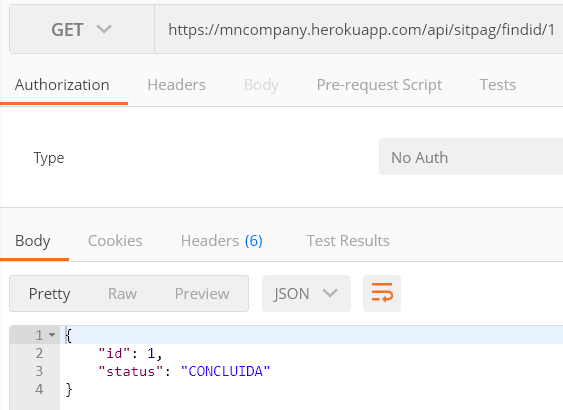 GET https://mncompany.herokuapp.com/api/sitpag/findid/1
Authorization Headers Body Pre-request Script Tests
Type No Auth
Body Cookies Headers (6) Test Results
Pretty Raw Preview JSON
1 {
2 "id": 1,
3 "status": "CONCLUIDA"
4 }